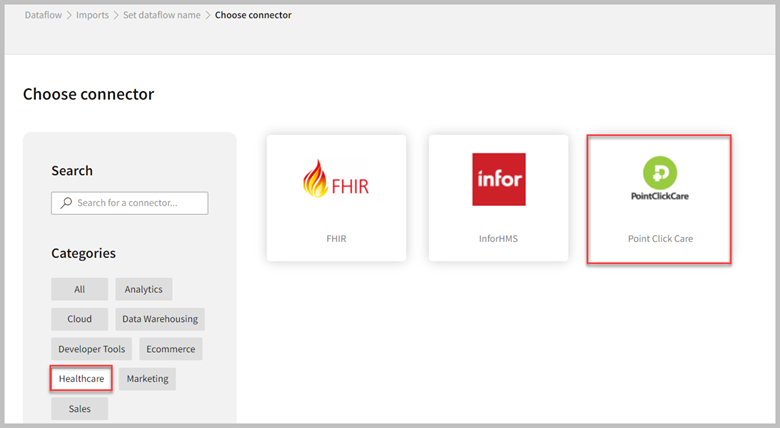 Dataflow > Imports > Set dataflow name > Choose connector
Choose connector
Search
Search for a connector...
Categories
All
Analytics
Cloud
Data Warehousing
Developer Tools
Ecommerce
Healthcare
Marketing
Sales
FHIR
FHIR
infor
InforHMS
PointClickCare
Point Click Care